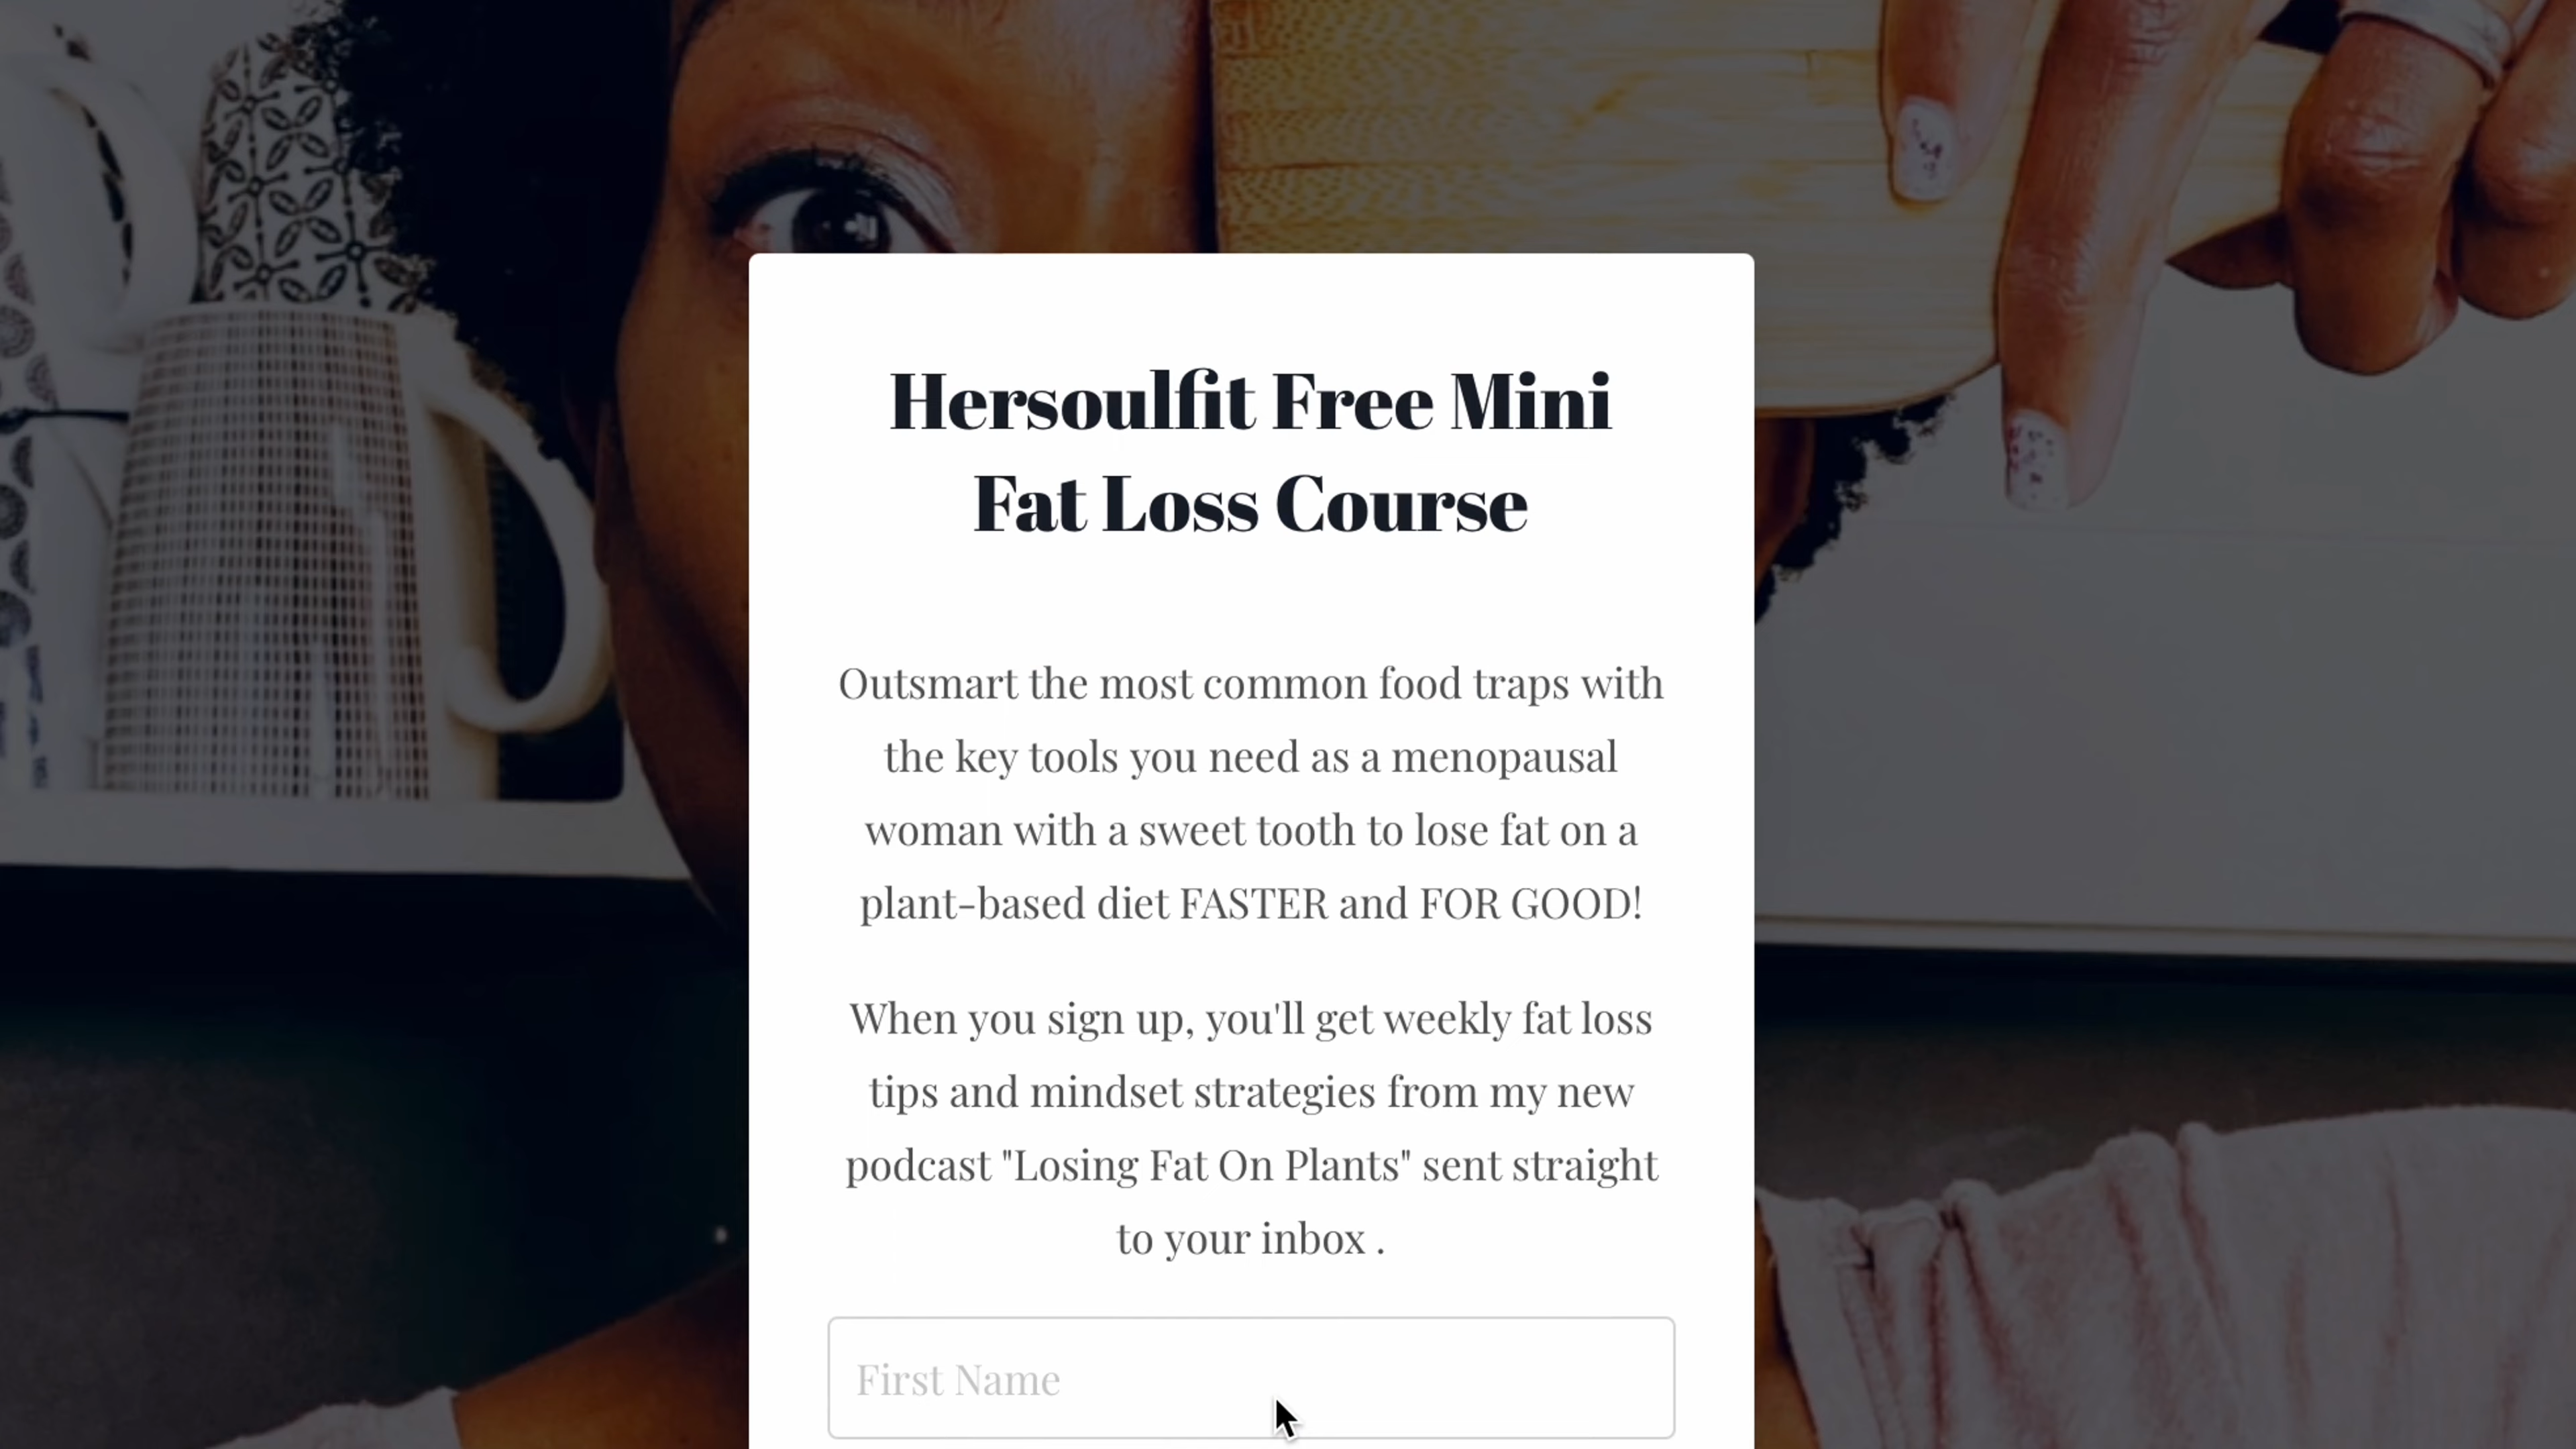 Hersoulfit Free Mini
Fat Loss Course
Outsmart the most common food traps with
the key tools you need as a menopausal
woman with a sweet tooth to lose fat on a
plant-based diet FASTER and FOR GOOD!
When you sign up, you'll get weekly fat loss
tips and mindset strategies from my new
podcast "Losing Fat On Plants" sent straight
to your inbox .
First Name